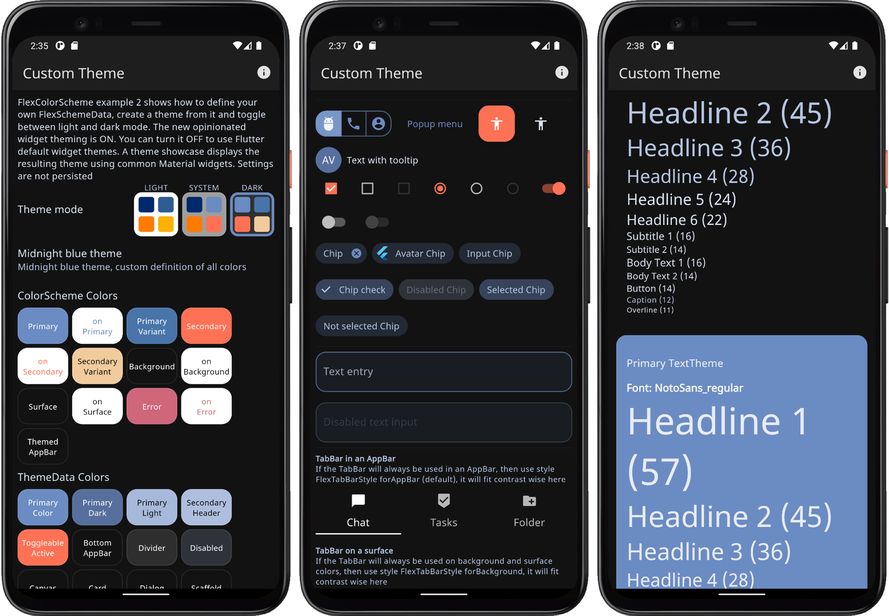 2:35
Custom Theme
FlexColorScheme example 2 shows how to define your
own FlexSchemeData, create a theme from it and toggle
between light and dark mode. The new opinionated
widget theming is ON. You can turn it OFF to use Flutter
default widget themes. A theme showcase displays the
resulting theme using common Material widgets. Settings
are not persisted
LIGHT SYSTEM DARK
Theme mode
Midnight blue theme
Midnight blue theme, custom definition of all colors
ColorScheme Colors
Primary
on
Primary
Primary
Variant
Secondary
on
Secondary
Secondary
Variant
Background
on
Background
Surface
on
Surface
Error
on
Error
Themed
AppBar
ThemeData Colors
Primary
Color
Primary
Dark
Primary
Light
Secondary
Header
Toggleable
Active
Bottom
AppBar
Divider
Disabled
Canvas
Card
Dialog
Scaffold
2:37
Custom Theme
Popup menu
AV
Text with tooltip
Chip
Avatar Chip
Input Chip
Chip check
Disabled Chip
Selected Chip
Not selected Chip
Text entry
Disabled text input
TabBar in an AppBar
If the TabBar will always be used in an AppBar, then use style
FlexTabBarStyle forAppBar (default), it will fit contrast wise here
Chat
Tasks
Folder
TabBar on a surface
If the TabBar will always be used on background and surface
colors, then use style FlexTabBarStyle forBackground, it will fit
contrast wise here
2:38
Custom Theme
Headline 2 (45)
Headline 3 (36)
Headline 4 (28)
Headline 5 (24)
Headline 6 (22)
Subtitle 1 (16)
Subtitle 2 (14)
Body Text 1 (16)
Body Text 2 (14)
Button (14)
Caption (12)
Overline (11)
Primary TextTheme
Font: NotoSans_regular
Headline 1
(57)
Headline 2 (45)
Headline 3 (36)
Headline 4 (28)